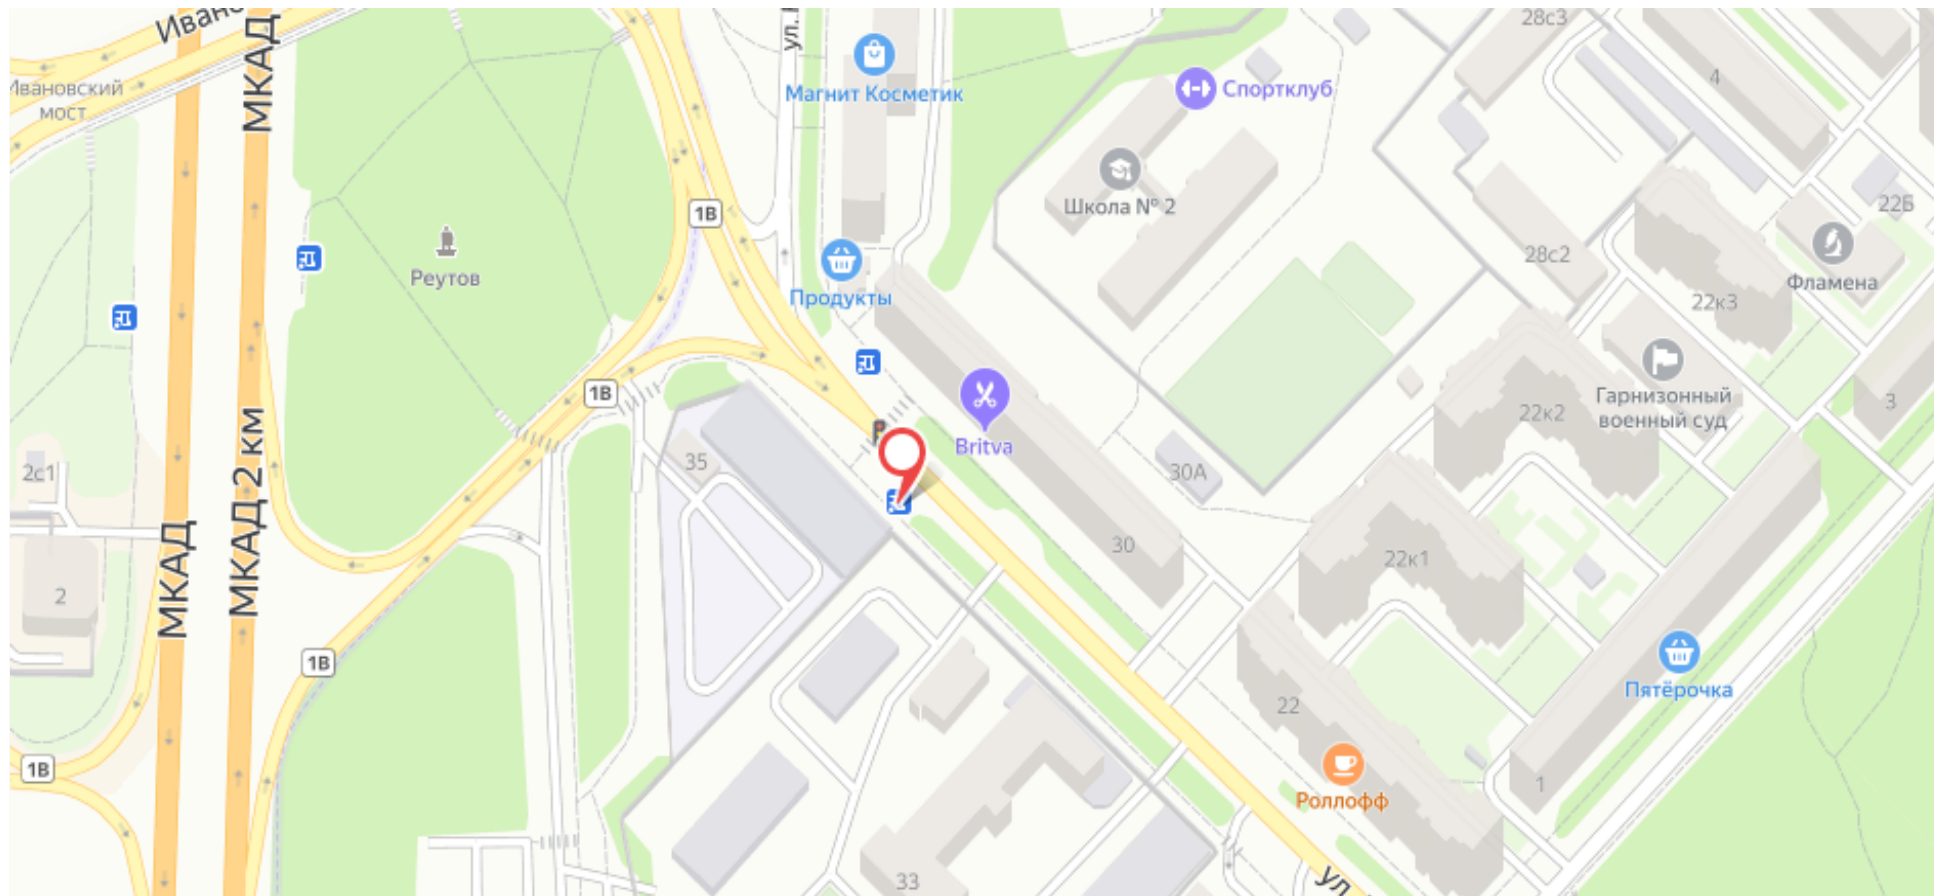 Ивано
МКАД
ул.
28с3
4
Магнит Косметик
Спортклуб
Ивановский
мост
Школа № 2
1В
22Б
Реутов
Продукты
28с2
22к3
Фламена
1В
Britva
22к2
Гарнизонный
военный суд
3
2с1
35
30А
МКАД 2 км
МКАД
30
22к1
2
1В
Пятёрочка
22
1В
Роллофф
1
33
ул.